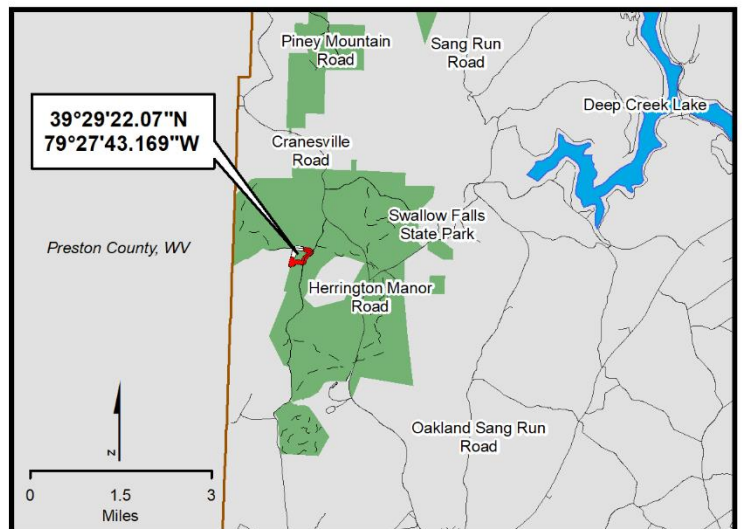 Piney Mountain
Road
Sang Run
Road
39°29'22.07"N
79°27'43.169"W
Deep Creek Lake
Cranesville
Road
Swallow Falls
State Park
Preston County, WV
Herrington Manor
Road
Oakland Sang Run
Road
N
0 1.5 3
Miles